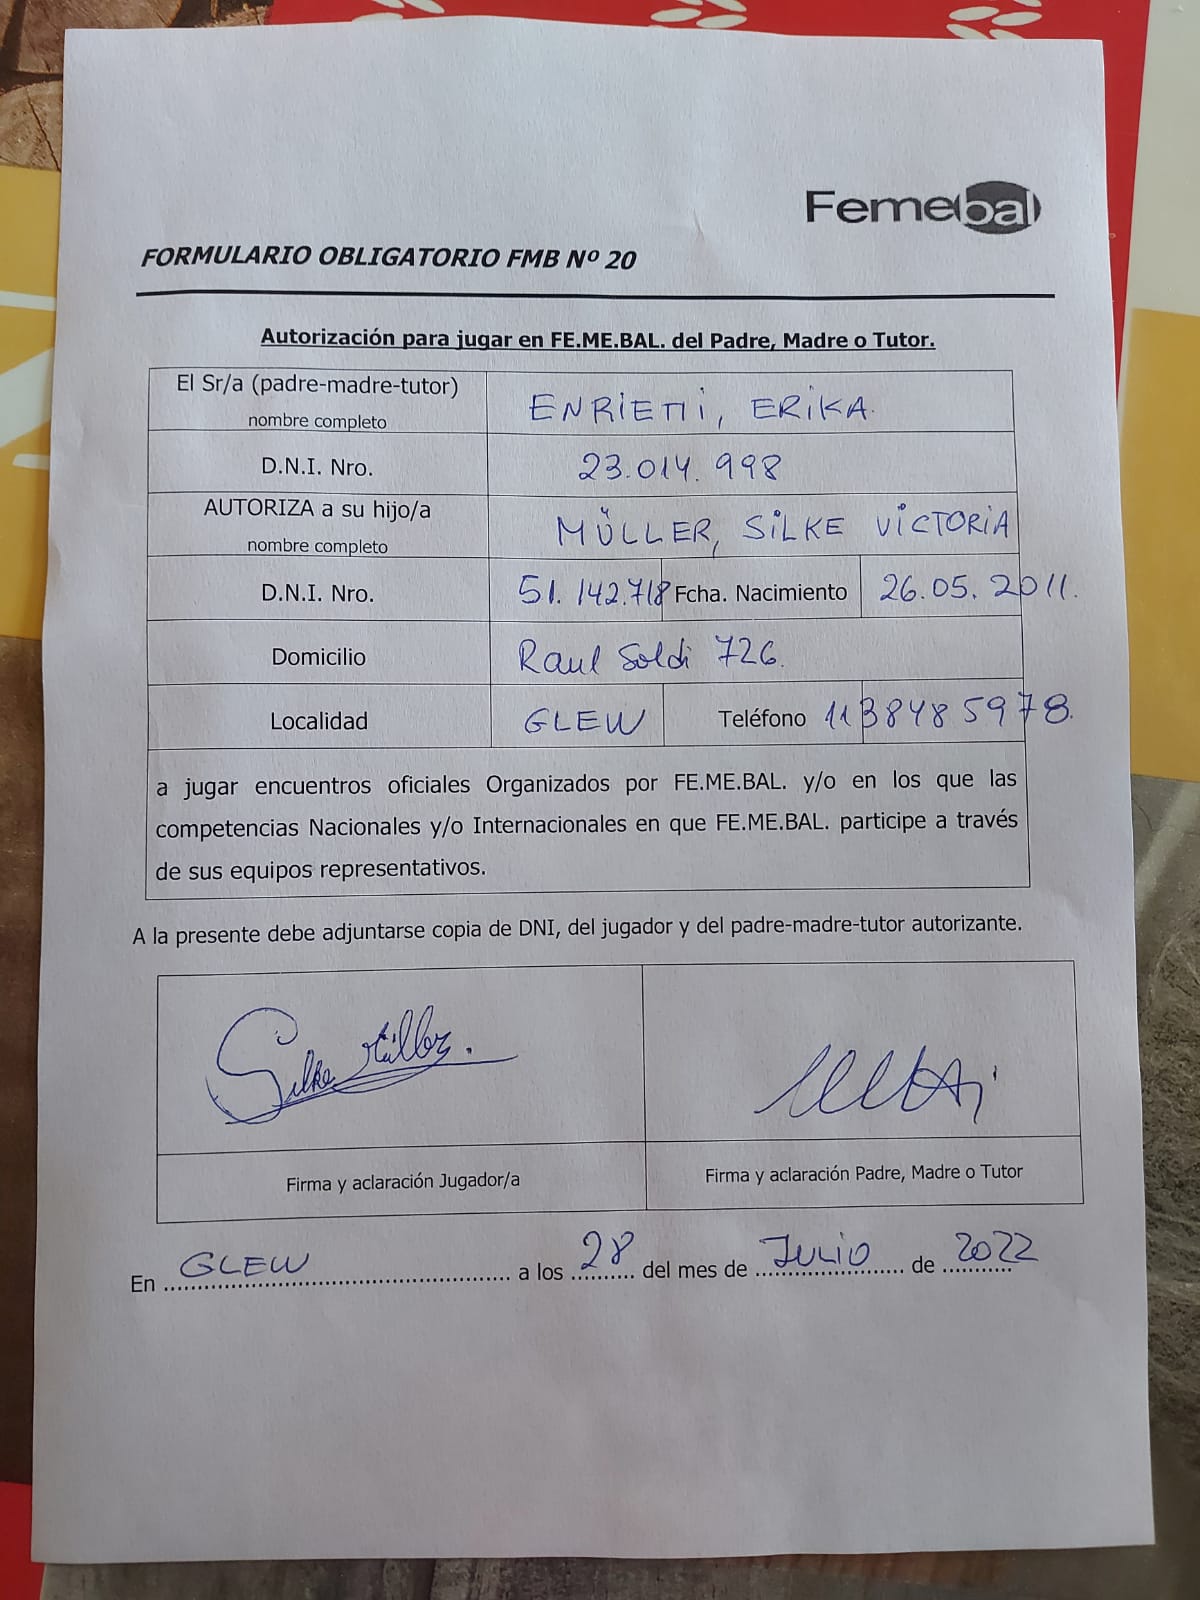 Femebal
FORMULARIO OBLIGATORIO FMB Nº 20
Autorización para jugar en FE.ME.BAL. del Padre, Madre o Tutor.
El Sr/a (padre-madre-tutor)
nombre completo
ENRIETTI, ERIKA.
D.N.I. Nro.
23.014.998
AUTORIZA a su hijo/a
nombre completo
MÜLLER, SILKE VICTORIA
D.N.I. Nro. 51.142.718 Fcha. Nacimiento 26.05.2011.
Domicilio Raul Soldi 726.
Localidad GLEW Teléfono 1138485978.
a jugar encuentros oficiales Organizados por FE.ME.BAL. y/o en los que las
competencias Nacionales y/o Internacionales en que FE.ME.BAL. participe a través
de sus equipos representativos.
A la presente debe adjuntarse copia de DNI, del jugador y del padre-madre-tutor autorizante.
Silke Müller.
Firma y aclaración Jugador/a
Firma y aclaración Padre, Madre o Tutor
En GLEW a los 28 del mes de JULIO de 2022